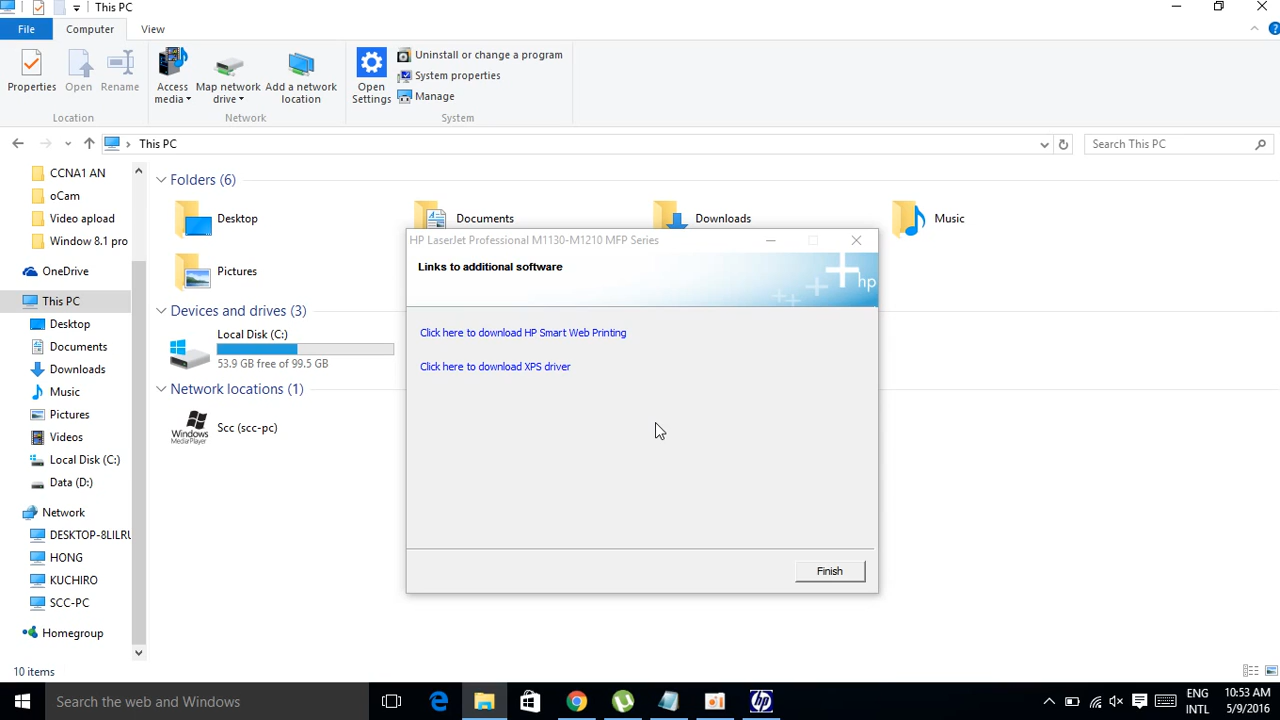 This PC
File
Computer
View
Properties
Open
Rename
Access media
Map network drive
Add a network location
Open Settings
Uninstall or change a program
System properties
Manage
Location
Network
System
This PC
Search This PC
CCNA1 AN
oCam
Video apload
Window 8.1 pro
OneDrive
This PC
Desktop
Documents
Downloads
Music
Pictures
Videos
Local Disk (C:)
Data (D:)
Network
DESKTOP-8LILRU
HONG
KUCHIRO
SCC-PC
Homegroup
Folders (6)
Desktop
Documents
Downloads
Music
Pictures
Devices and drives (3)
Local Disk (C:)
53.9 GB free of 99.5 GB
Network locations (1)
Windows
MediaPlayer
Scc (scc-pc)
HP LaserJet Professional M1130-M1210 MFP Series
Links to additional software
hp
Click here to download HP Smart Web Printing
Click here to download XPS driver
Finish
10 items
Search the web and Windows
hp
ENG
INTL
10:53 AM
5/9/2016